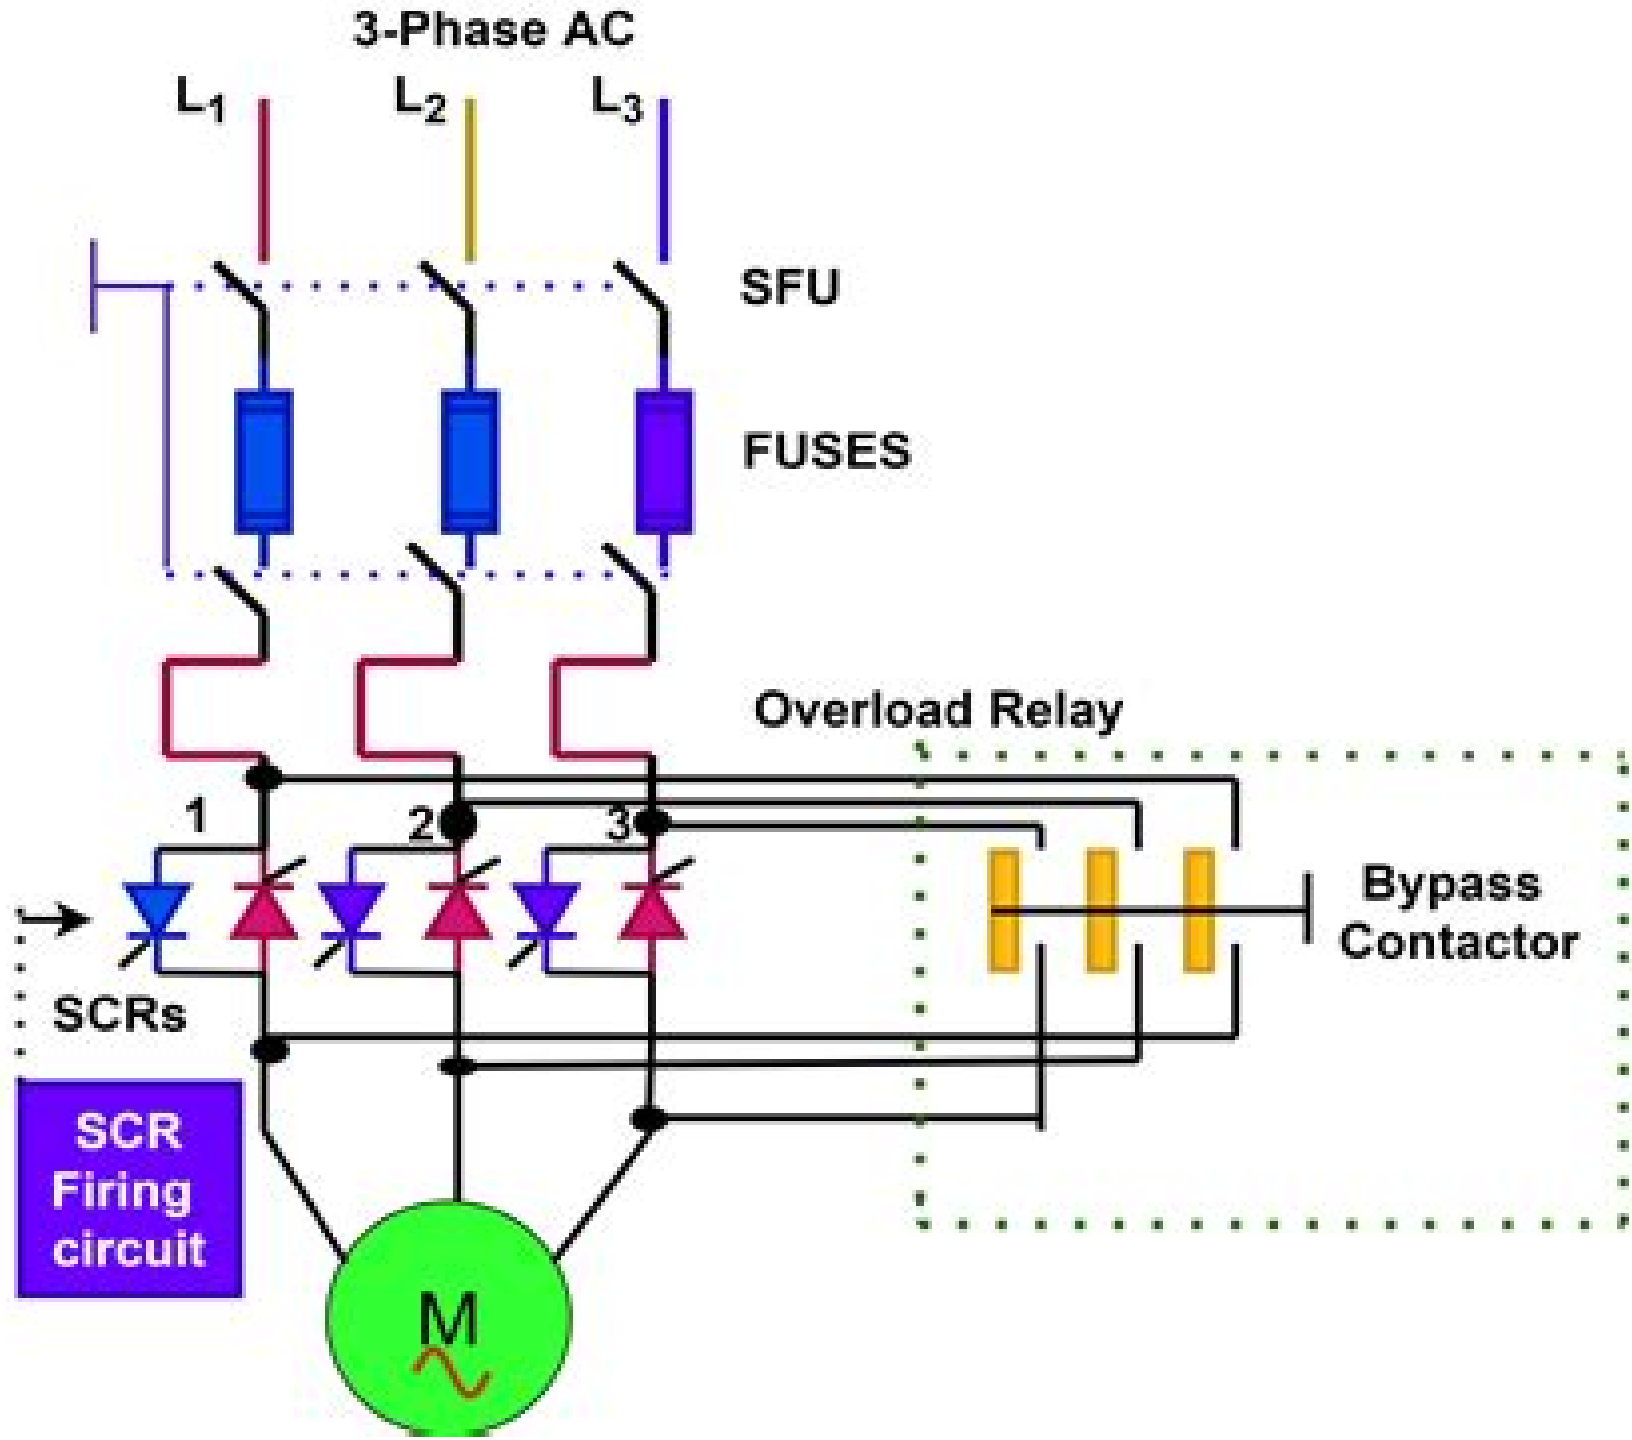 3-Phase AC
L1
L2
L3
SFU
FUSES
Overload Relay
1
2
3
Bypass
Contactor
SCRs
SCR
Firing
circuit
M